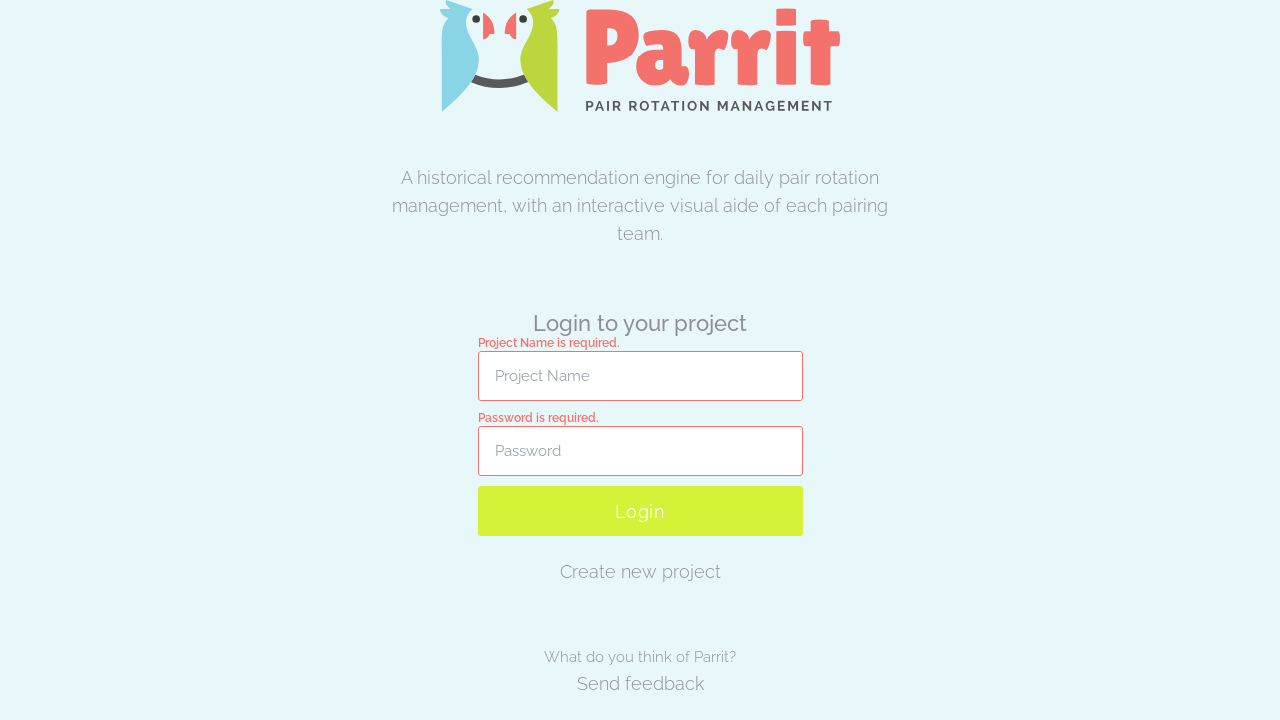 Parrit
PAIR ROTATION MANAGEMENT
A historical recommendation engine for daily pair rotation
management, with an interactive visual aide of each pairing
team.
Login to your project
Project Name is required.
Project Name
Password is required.
Password
Login
Create new project
What do you think of Parrit?
Send feedback